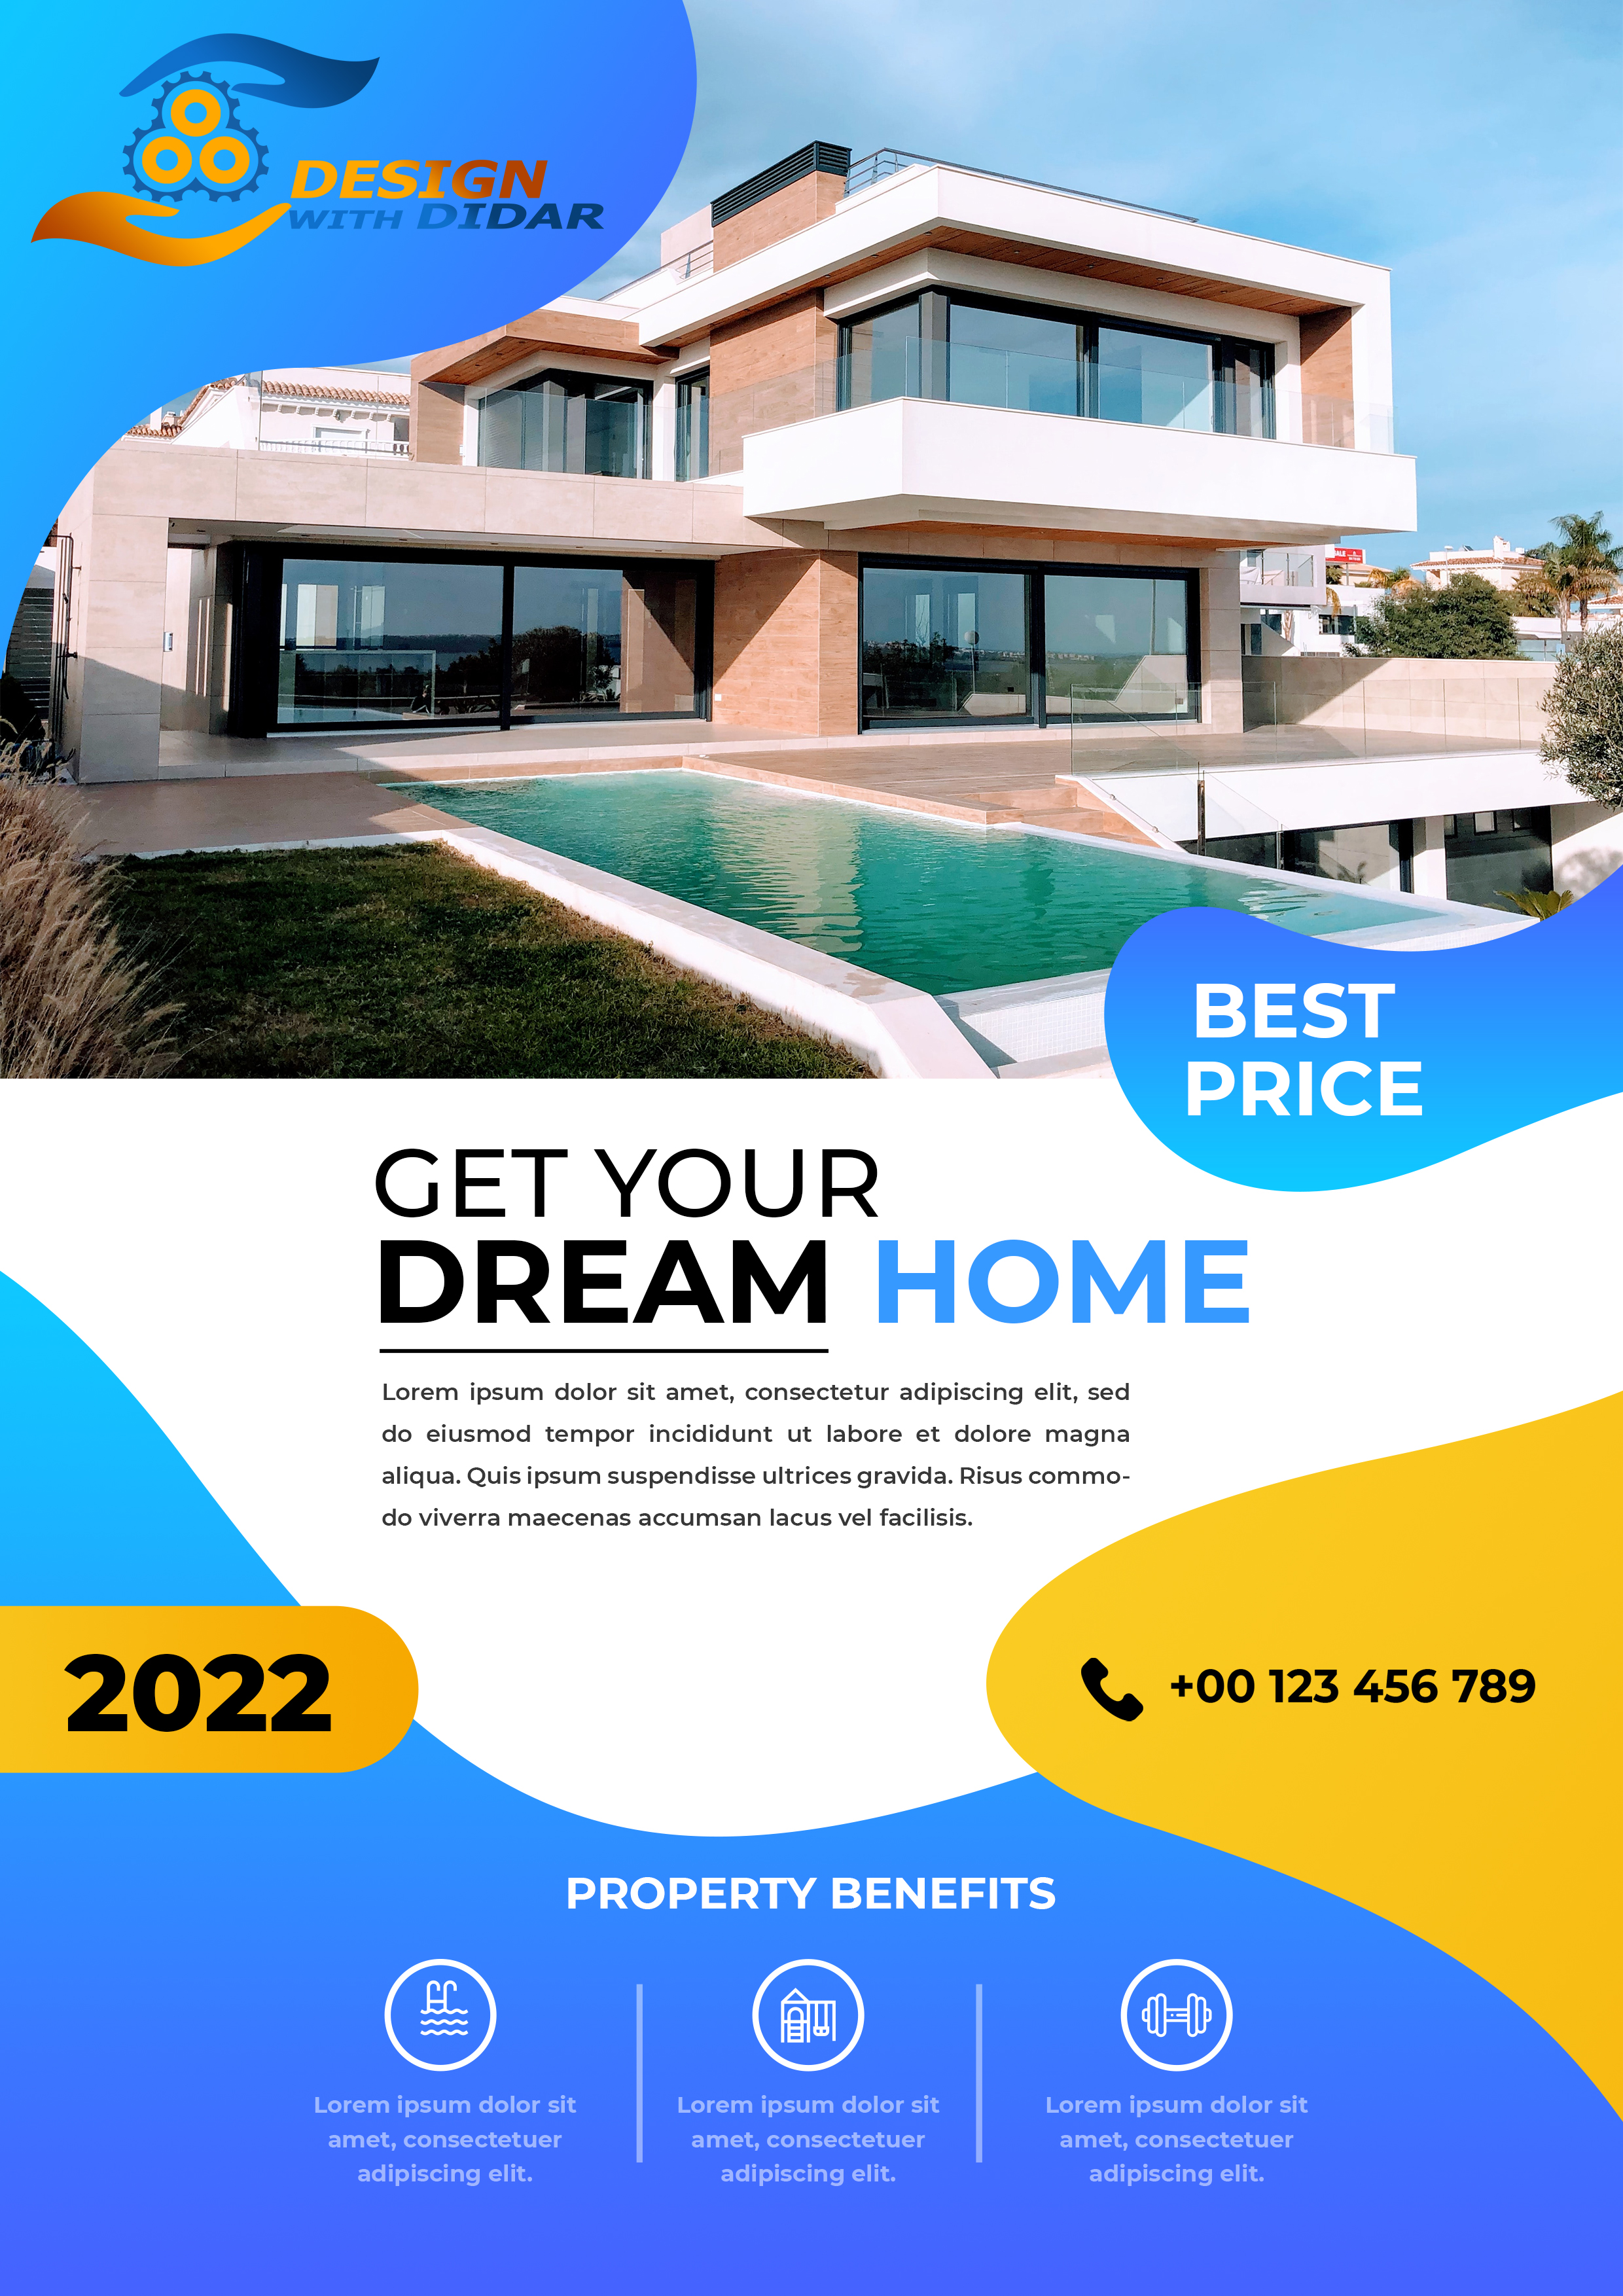 DESIGN
WITH DIDAR
BEST
PRICE
GET YOUR
DREAM HOME
Lorem ipsum dolor sit amet, consectetur adipiscing elit, sed
do eiusmod tempor incididunt ut labore et dolore magna
aliqua. Quis ipsum suspendisse ultrices gravida. Risus commo-
do viverra maecenas accumsan lacus vel facilisis.
2022
+00 123 456 789
PROPERTY BENEFITS
Lorem ipsum dolor sit
amet, consectetuer
adipiscing elit.
Lorem ipsum dolor sit
amet, consectetuer
adipiscing elit.
Lorem ipsum dolor sit
amet, consectetuer
adipiscing elit.